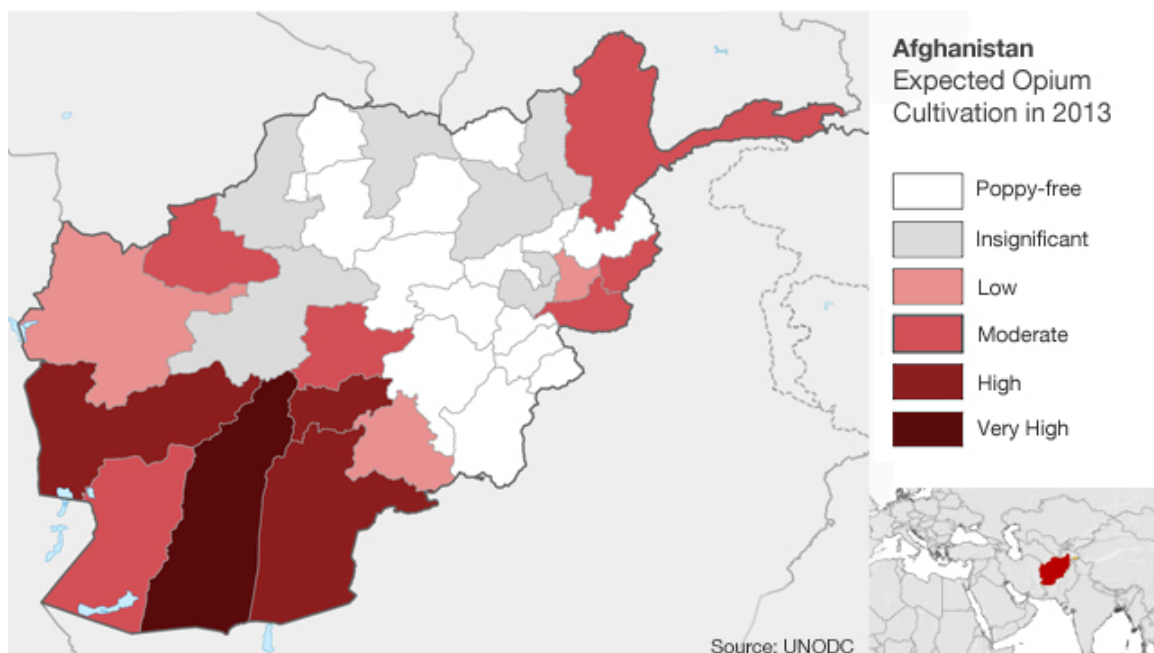 Afghanistan
Expected Opium
Cultivation in 2013
Poppy-free
Insignificant
Low
Moderate
High
Very High
Source: UNODC